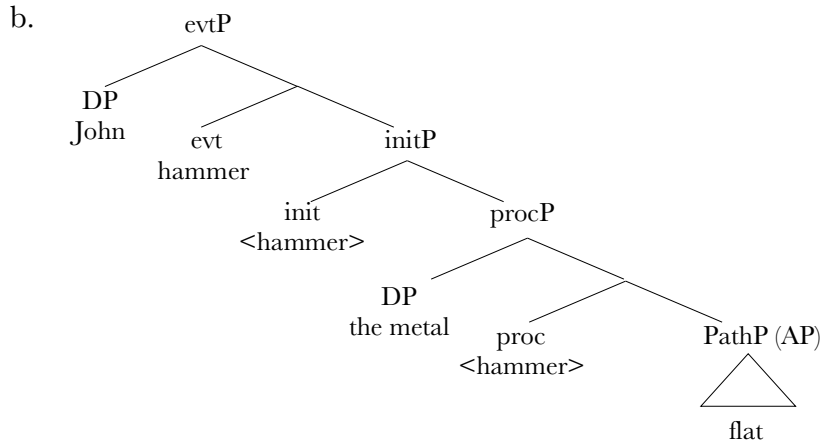 b.
evtP
DP
John
evt
hammer
initP
init
<hammer>
procP
DP
the metal
proc
<hammer>
PathP (AP)
flat